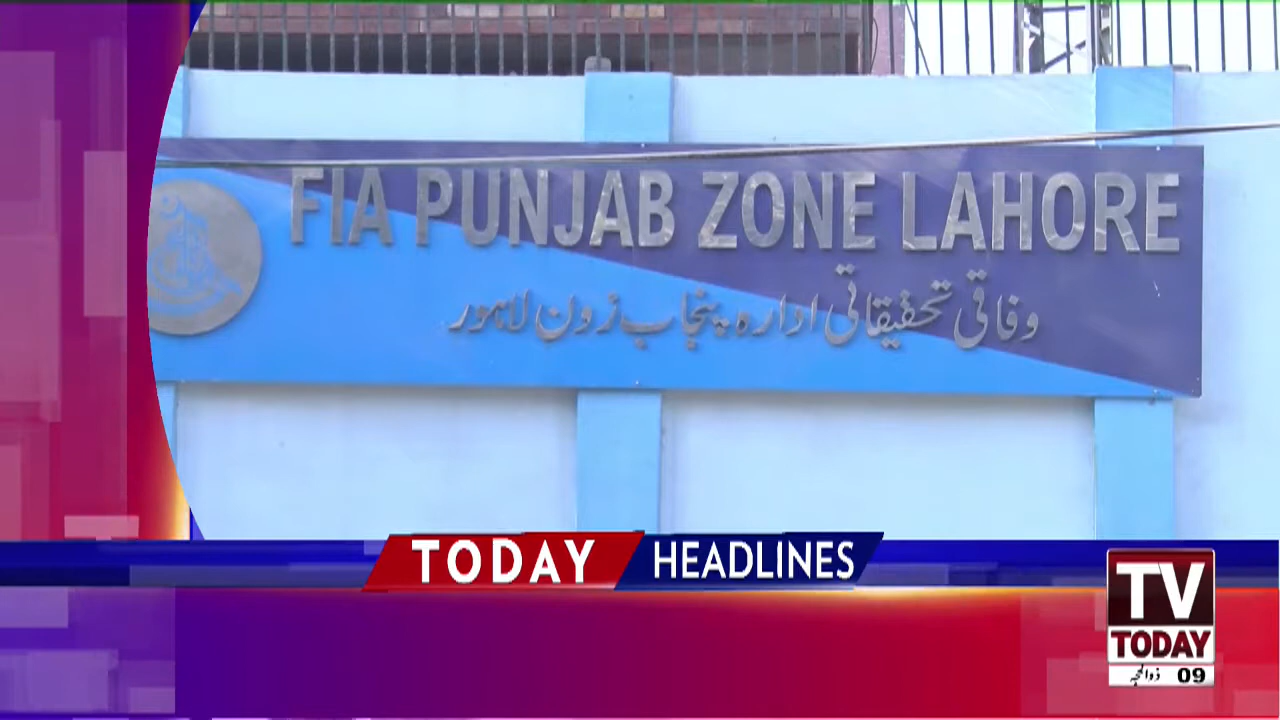 FIA PUNJAB ZONE LAHORE
وفاقی تحقیقاتی ادارہ پنجاب زون لاہور
TODAY HEADLINES
TV
TODAY
09 ذوالحجہ